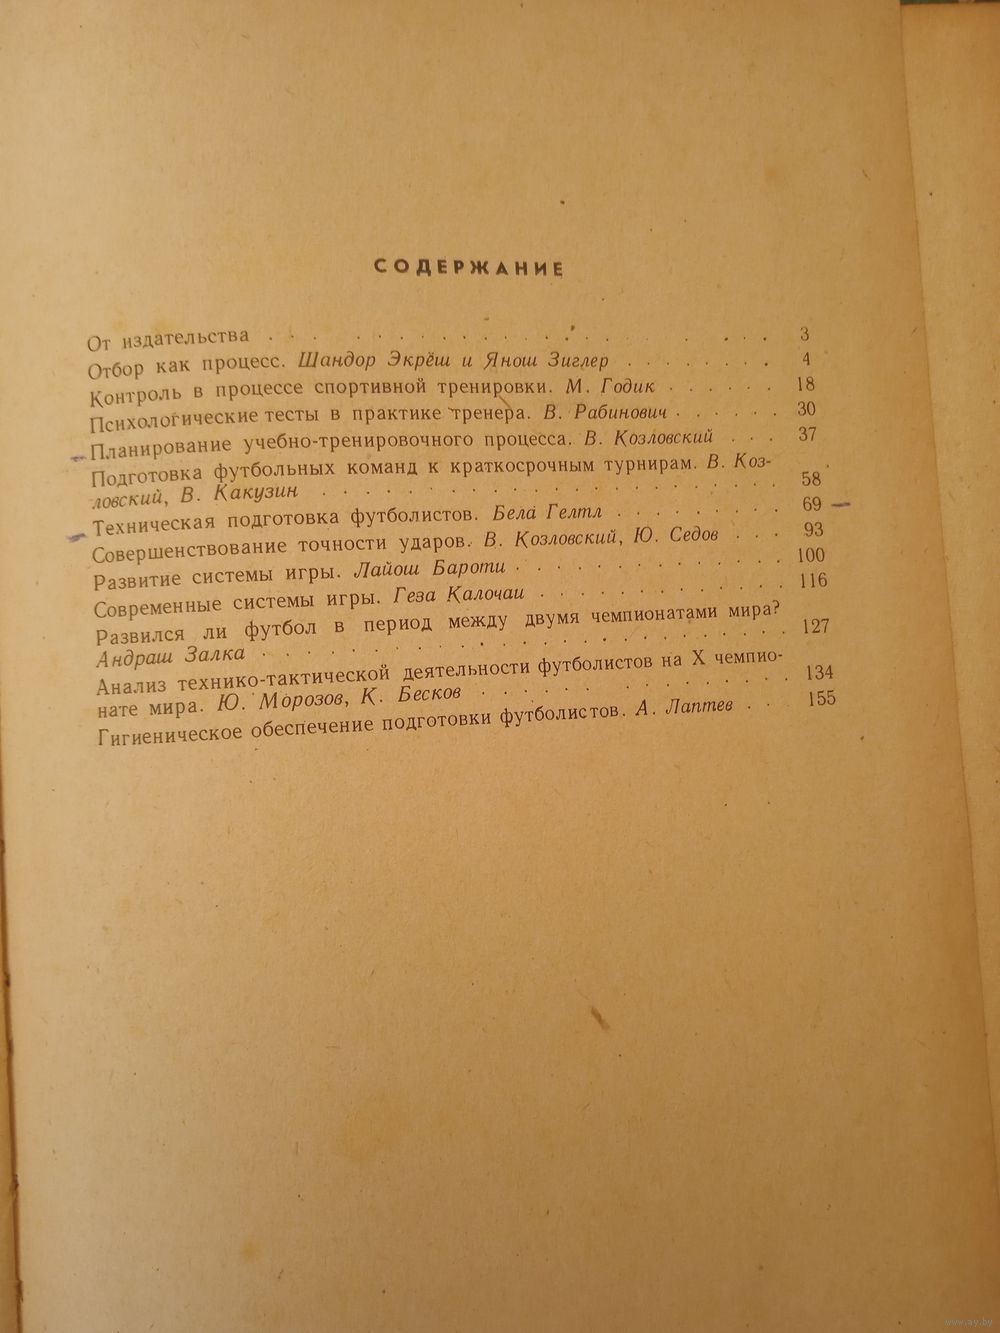 СОДЕРЖАНИЕ
От издательства . . . . . . . . . . . . . . . . . . 3
Отбор как процесс. Шандор Экрёш и Янош Зиглер . . . . . . . 4
Контроль в процессе спортивной тренировки. М. Годик . . . . . . 18
Психологические тесты в практике тренера. В. Рабинович . . . . . . 30
Планирование учебно-тренировочного процесса. В. Козловский . . . 37
Подготовка футбольных команд к краткосрочным турнирам. В. Коз-
ловский, В. Какузин . . . . . . . . . . . . . . . . . . 58
Техническая подготовка футболистов. Бела Гелтл . . . . . . . . . 69
Совершенствование точности ударов. В. Козловский, Ю. Седов . . . 93
Развитие системы игры. Лайош Бароти . . . . . . . . . . . . . 100
Современные системы игры. Геза Калочаи . . . . . . . . . . . . 116
Развился ли футбол в период между двумя чемпионатами мира?
Андраш Залка . . . . . . . . . . . . . . . . . . . . . 127
Анализ технико-тактической деятельности футболистов на X чемпио-
нате мира. Ю. Морозов, К. Бесков . . . . . . . . . . . . . . 134
Гигиеническое обеспечение подготовки футболистов. А. Лаптев . . 155
www.ay.by